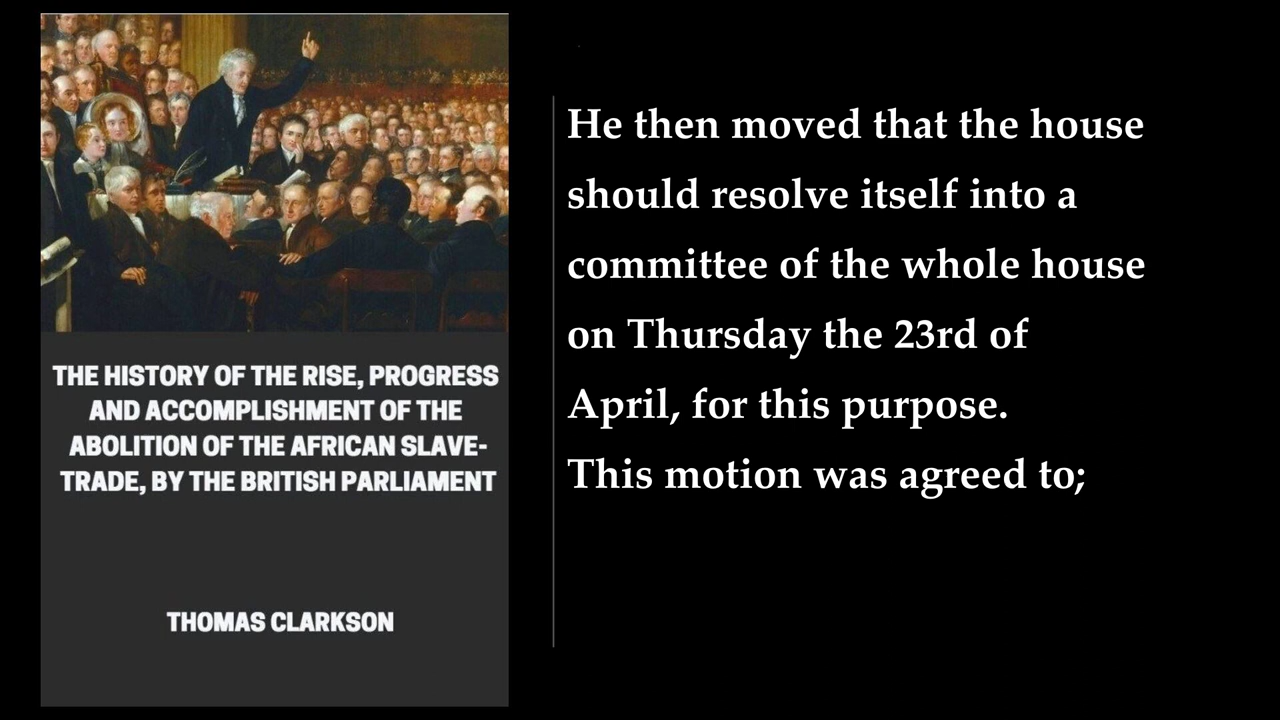 THE HISTORY OF THE RISE, PROGRESS
AND ACCOMPLISHMENT OF THE
ABOLITION OF THE AFRICAN SLAVE-
TRADE, BY THE BRITISH PARLIAMENT
THOMAS CLARKSON
He then moved that the house
should resolve itself into a
committee of the whole house
on Thursday the 23rd of
April, for this purpose.
This motion was agreed to;